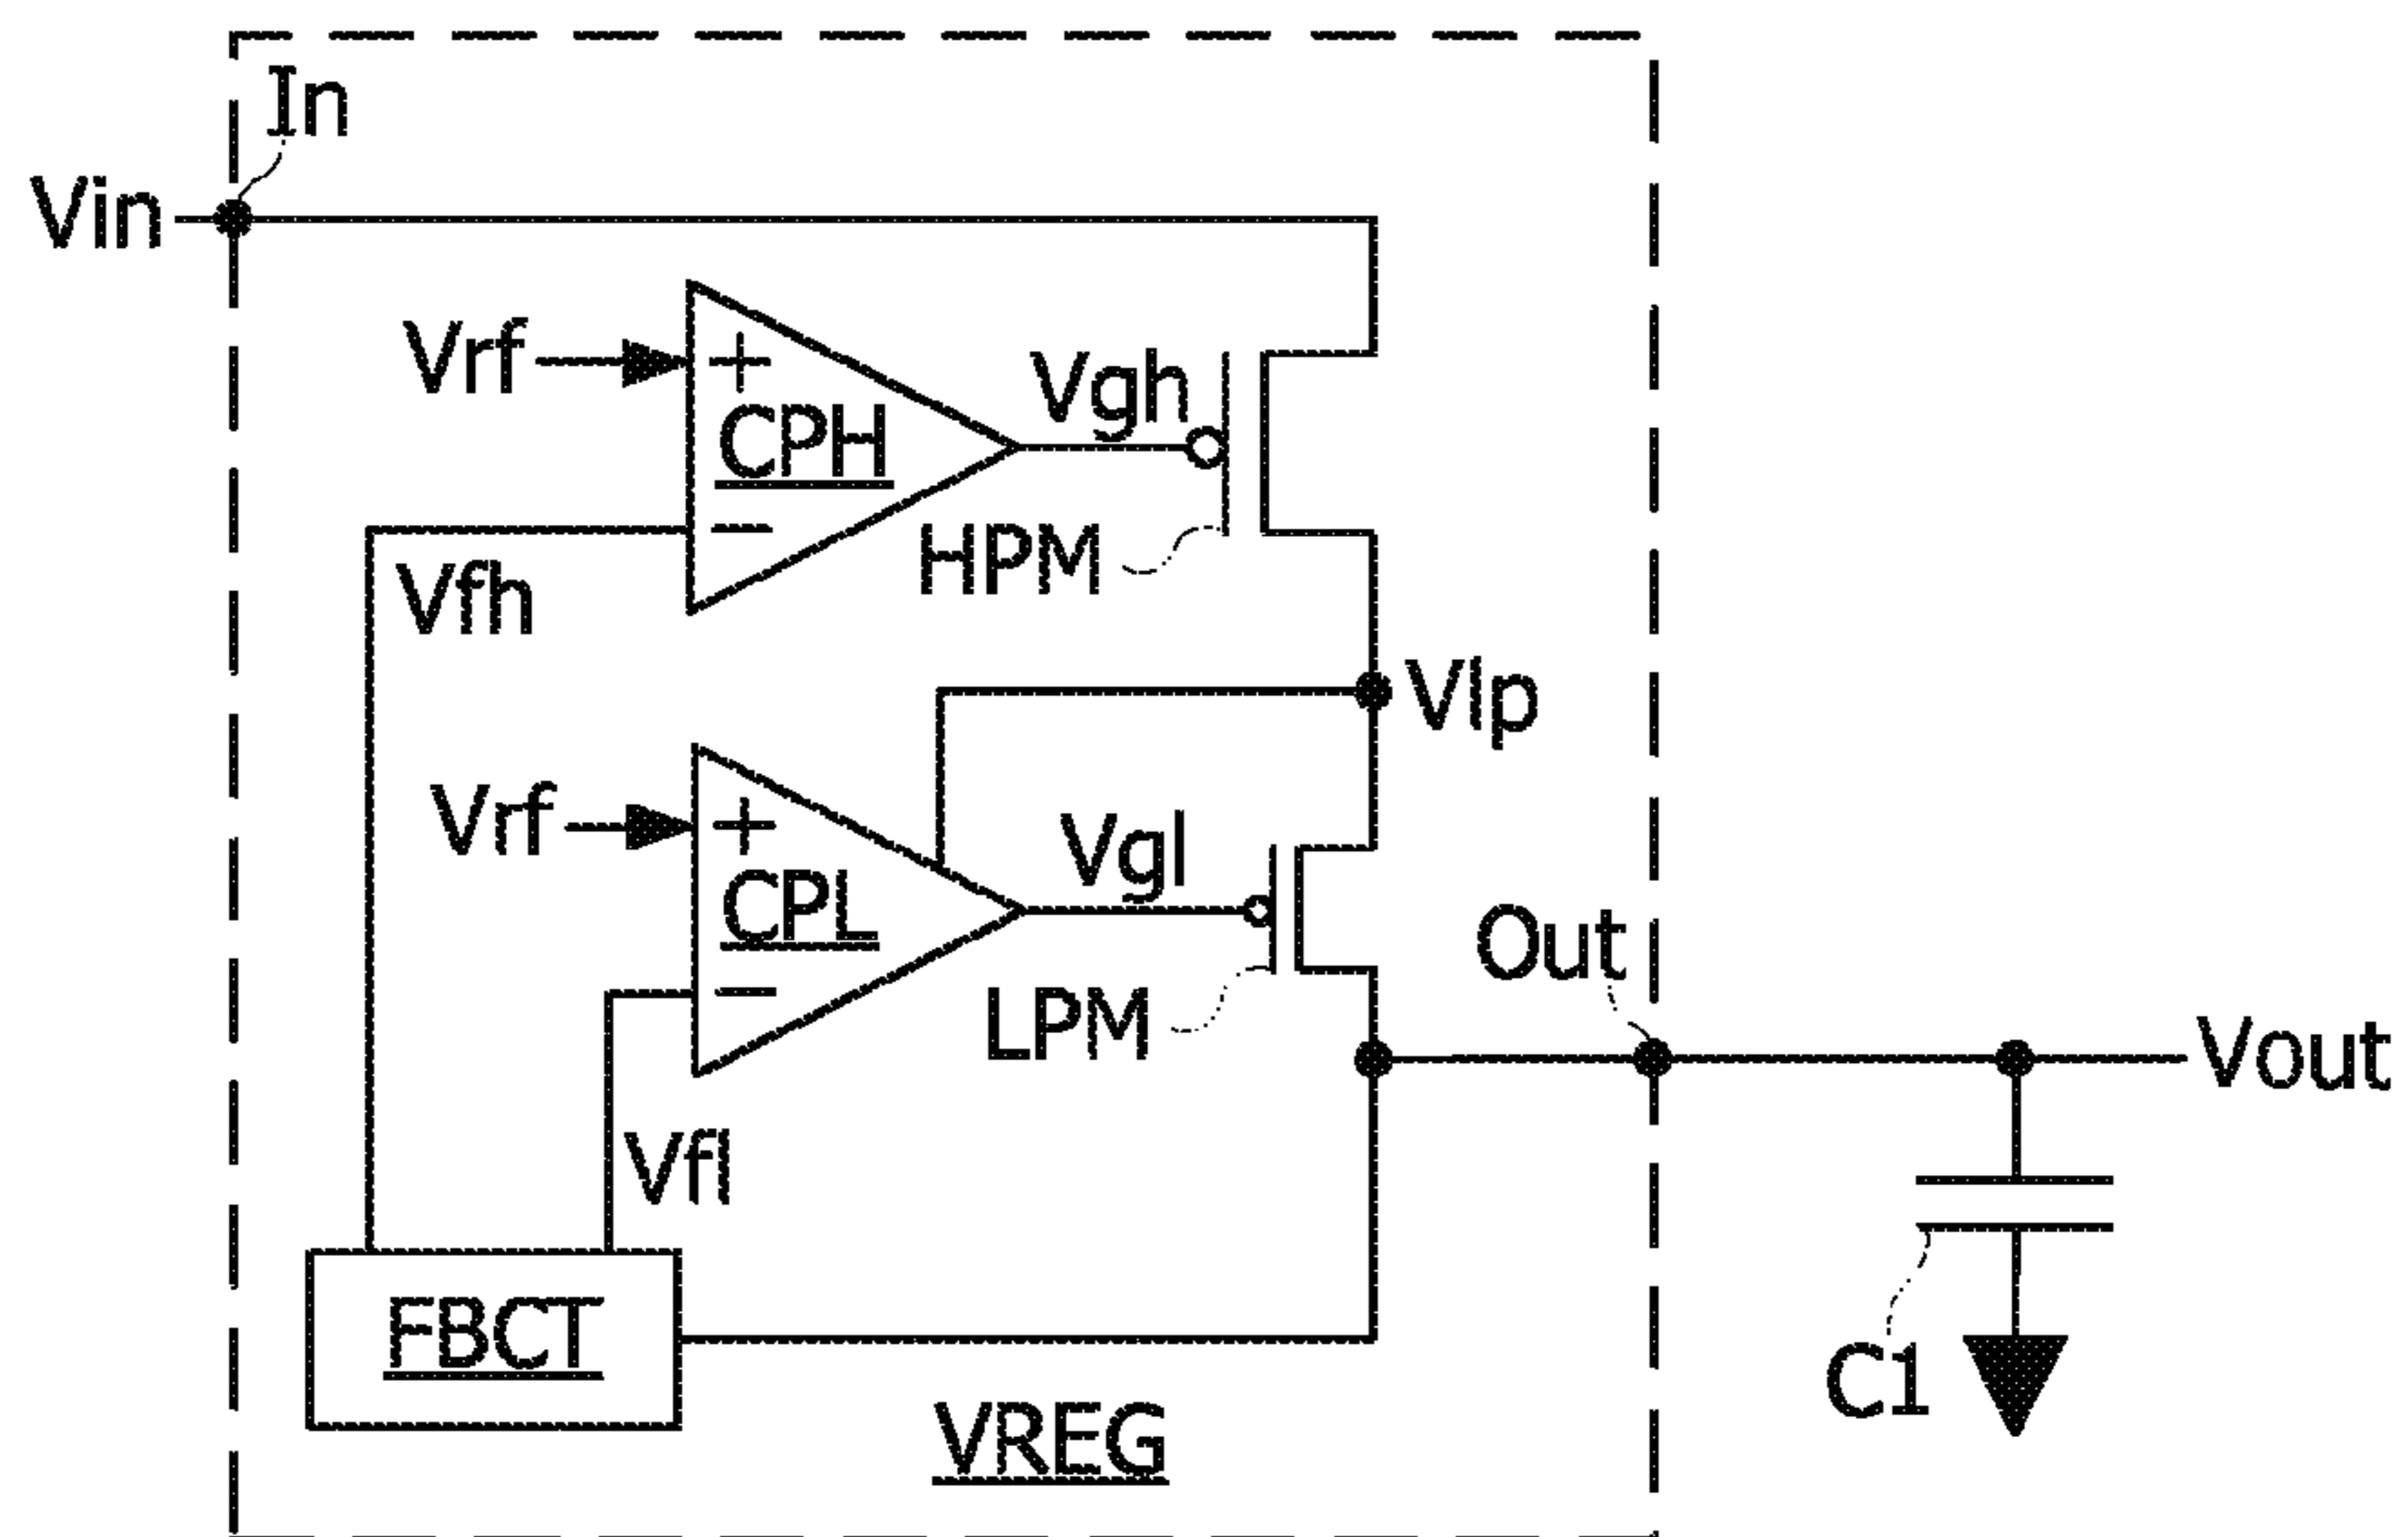 In
Vin
Vrf
+
CPH
−
Vgh
HPM
Vfh
Vlp
Vrf
+
CPL
−
Vgl
LPM
Out
Vout
Vfl
FBCT
C1
VREG